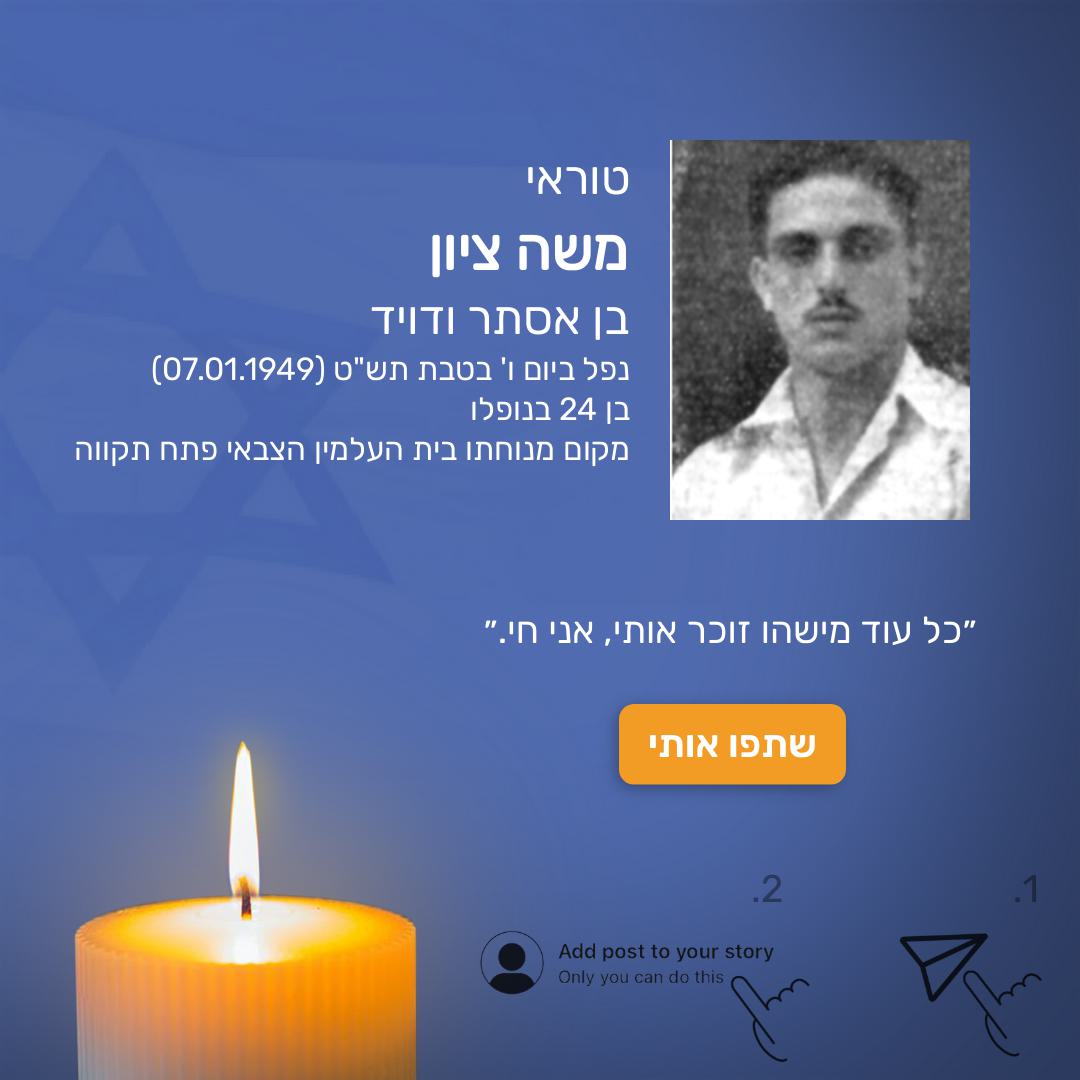 טוראי
משה ציון
בן אסתר ודויד
נפל ביום ו' בטבת תש"ט (07.01.1949)
בן 24 בנופלו
מקום מנוחתו בית העלמין הצבאי פתח תקווה
״כל עוד מישהו זוכר אותי, אני חי.״
שתפו אותי
.1
.2
Add post to your story
Only you can do this